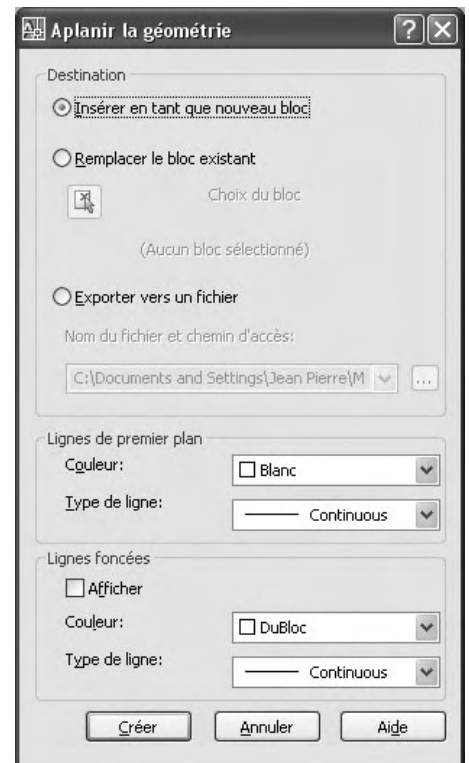 Aplanir la géométrie
Destination
Insérer en tant que nouveau bloc
Remplacer le bloc existant
Choix du bloc
(Aucun bloc sélectionné)
Exporter vers un fichier
Nom du fichier et chemin d'accès:
C:\Documents and Settings\Jean Pierre\M
...
Lignes de premier plan
Couleur:
Blanc
Type de ligne:
Continuous
Lignes foncées
Afficher
Couleur:
DuBloc
Type de ligne:
Continuous
Créer Annuler Aide